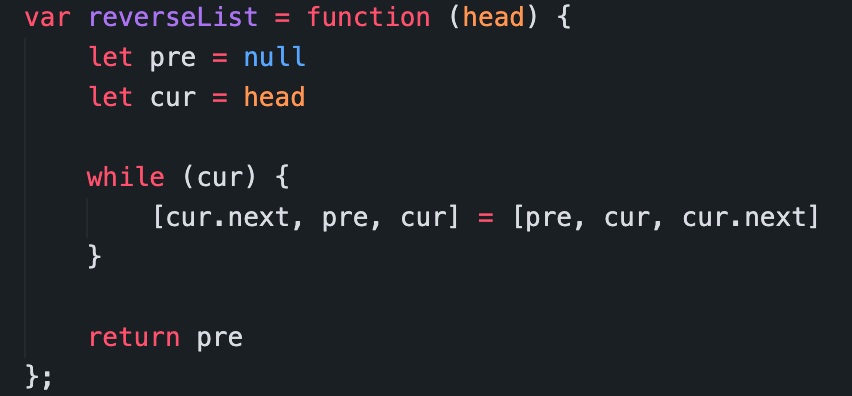 var reverseList = function (head) {
    let pre = null
    let cur = head

    while (cur) {
        [cur.next, pre, cur] = [pre, cur, cur.next]
    }

    return pre
};